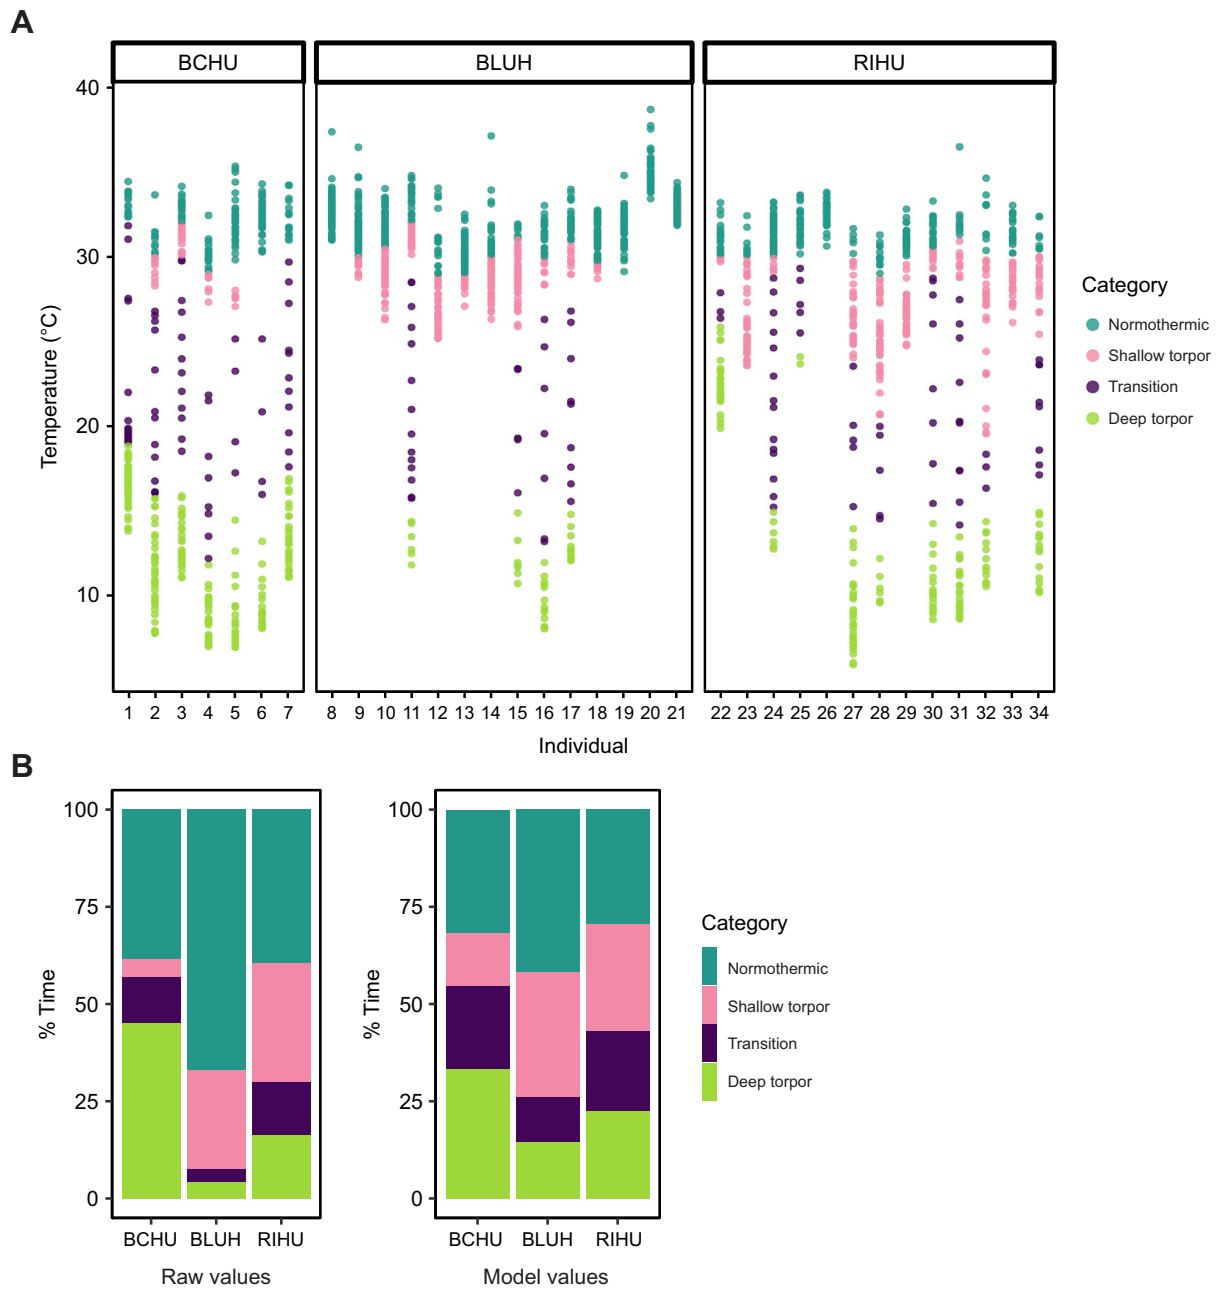 A
BCHU
BLUH
RIHU
40
30
20
10
Temperature (°C)
1 2 3 4 5 6 7 8 9 10 11 12 13 14 15 16 17 18 19 20 21 22 23 24 25 26 27 28 29 30 31 32 33 34
Individual
Category
Normothermic
Shallow torpor
Transition
Deep torpor
B
100
75
50
25
0
% Time
BCHU BLUH RIHU
Raw values
100
75
50
25
0
% Time
BCHU BLUH RIHU
Model values
Category
Normothermic
Shallow torpor
Transition
Deep torpor